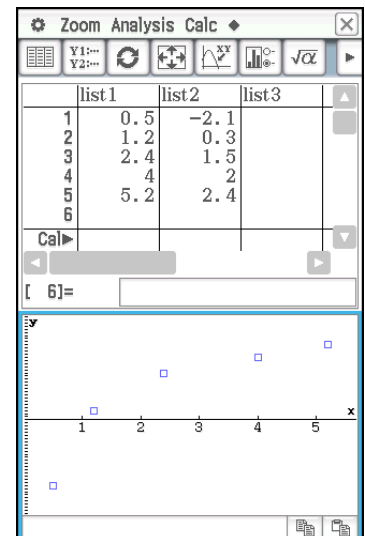 Zoom Analysis Calc ◆
Y1:··· Y2:··· XY √α
list1 list2 list3
1 0.5 -2.1
2 1.2 0.3
3 2.4 1.5
4 4 2
5 5.2 2.4
6
Cal▶
[ 6]=
y
x
1 2 3 4 5